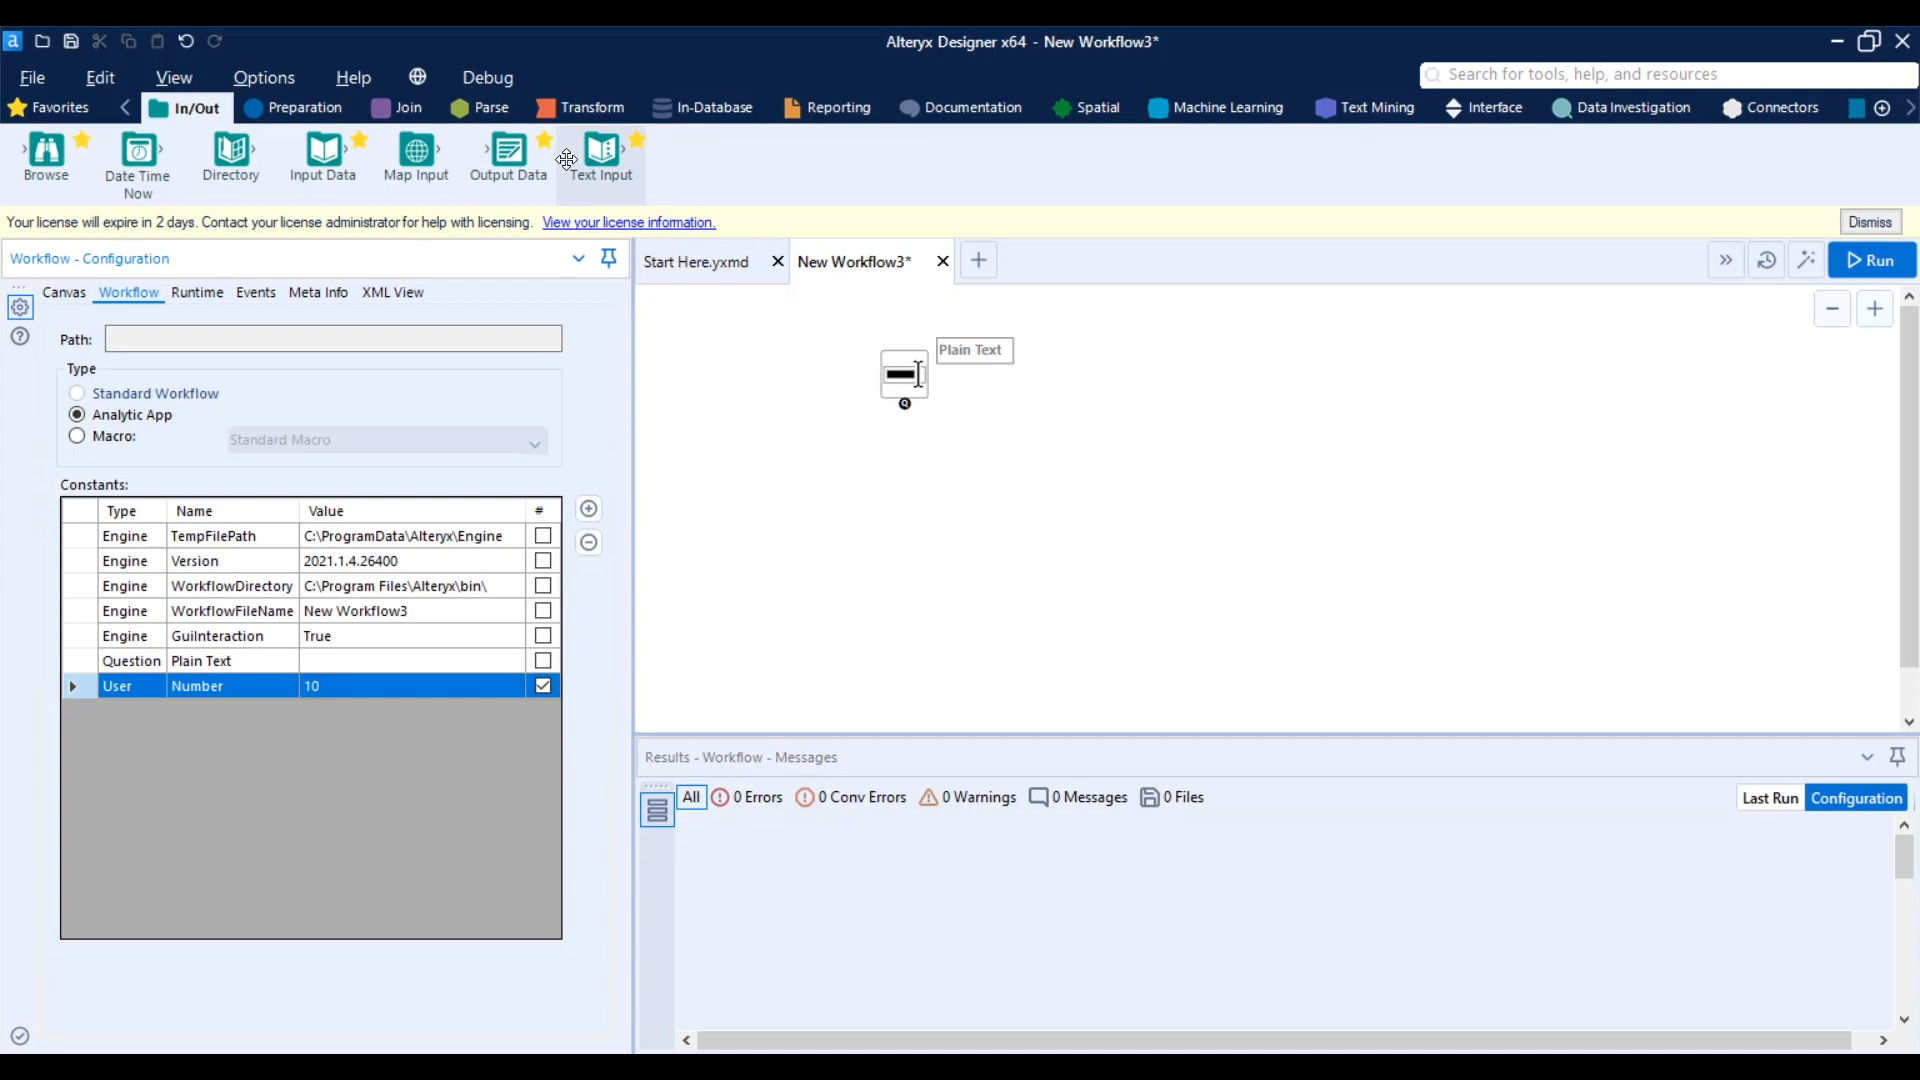 a Alteryx Designer x64 - New Workflow3*
File Edit View Options Help Debug Search for tools, help, and resources
Favorites In/Out Preparation Join Parse Transform In-Database Reporting Documentation Spatial Machine Learning Text Mining Interface Data Investigation Connectors
Browse Date Time Now Directory Input Data Map Input Output Data Text Input
Your license will expire in 2 days. Contact your license administrator for help with licensing. View your license information. Dismiss
Workflow - Configuration
Start Here.yxmd New Workflow3* Run
Canvas Workflow Runtime Events Meta Info XML View
Path:
Plain Text
Type
Standard Workflow
Analytic App
Macro: Standard Macro
Q
Constants:
Type Name Value #
Engine TempFilePath C:\ProgramData\Alteryx\Engine
Engine Version 2021.1.4.26400
Engine WorkflowDirectory C:\Program Files\Alteryx\bin\
Engine WorkflowFileName New Workflow3
Engine GuiInteraction True
Question Plain Text
User Number 10
Results - Workflow - Messages
All 0 Errors 0 Conv Errors 0 Warnings 0 Messages 0 Files Last Run Configuration